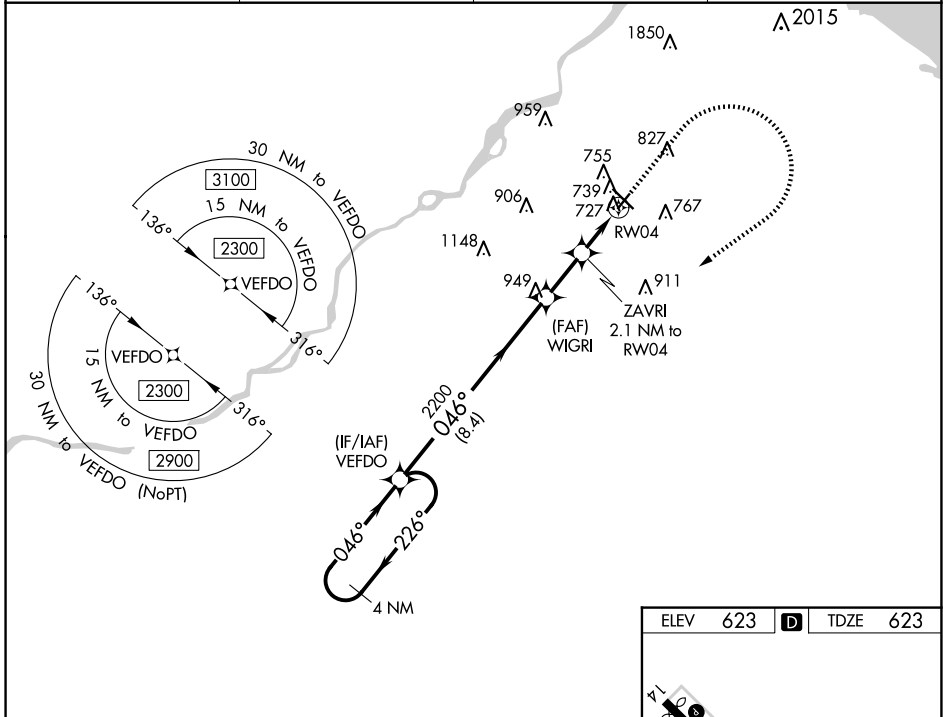 2015
1850
959
827
755
739
727
767
906
1148
RW04
949
911
ZAVRI
2.1 NM to
RW04
(FAF)
WIGRI
30 NM to VEFDO
3100
15 NM to VEFDO
2300
136°
VEFDO
316°
136°
VEFDO
15 NM to VEFDO
2300
316°
30 NM to VEFDO (NoPT)
2900
2200
046°
(8.4)
(IF/IAF)
VEFDO
046°
226°
4 NM
ELEV 623 D TDZE 623
14
P